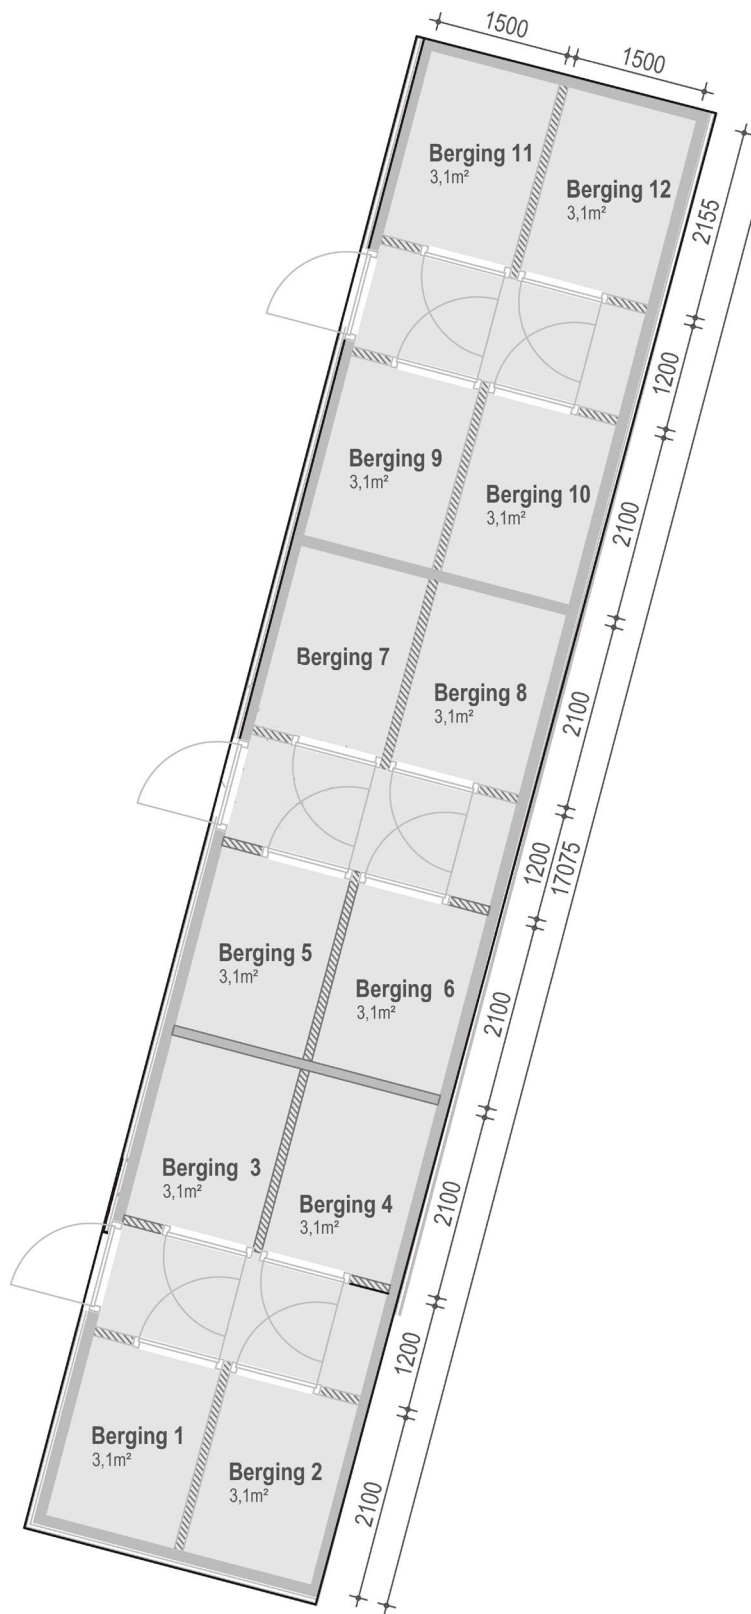 1500
1500
Berging 11
3,1m²
Berging 12
3,1m²
2155
1200
Berging 9
3,1m²
Berging 10
3,1m²
2100
Berging 7
Berging 8
3,1m²
2100
1200
17075
Berging 5
3,1m²
Berging 6
3,1m²
2100
Berging 3
3,1m²
Berging 4
3,1m²
2100
1200
Berging 1
3,1m²
Berging 2
3,1m²
2100